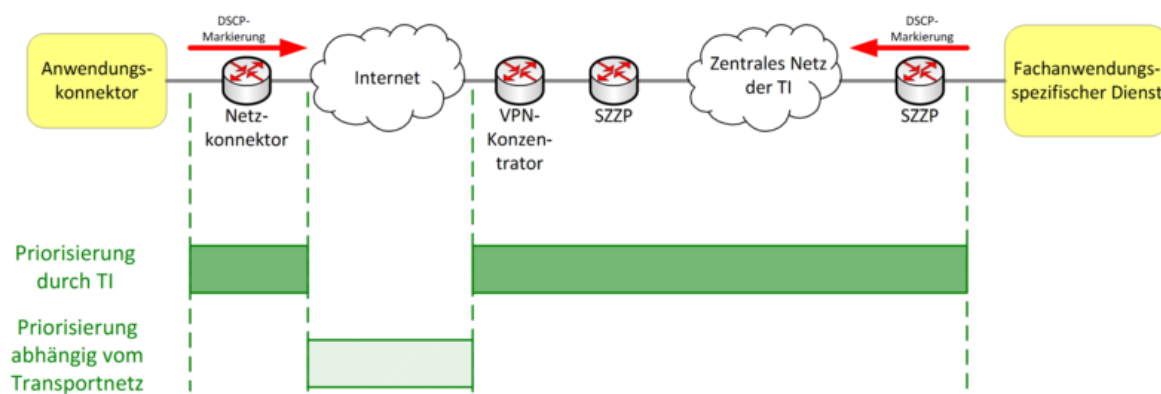 DSCP-
Markierung
DSCP-
Markierung
Anwendungs-
konnektor
Internet
Zentrales Netz
der TI
Fachanwendungs-
spezifischer Dienst
Netz-
konnektor
VPN-
Konzen-
trator
SZZP
SZZP
Priorisierung
durch TI
Priorisierung
abhängig vom
Transportnetz